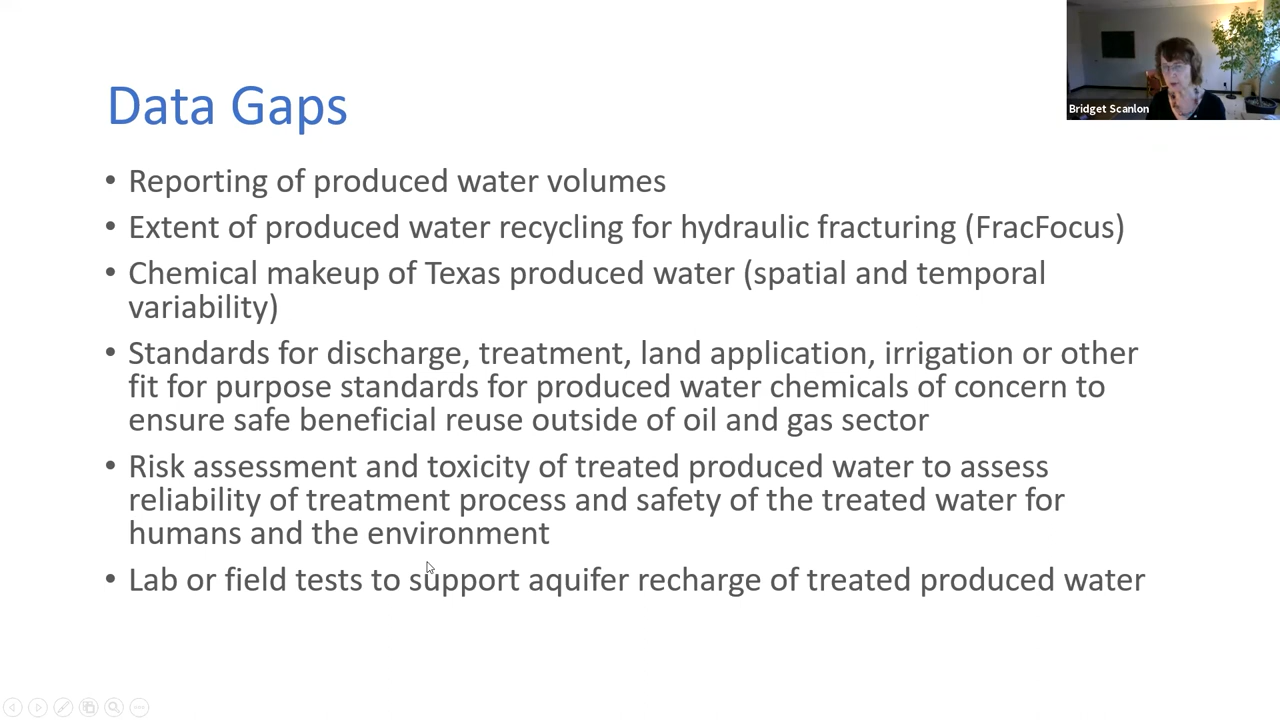 Data Gaps
Bridget Scanlon
• Reporting of produced water volumes
• Extent of produced water recycling for hydraulic fracturing (FracFocus)
• Chemical makeup of Texas produced water (spatial and temporal
variability)
• Standards for discharge, treatment, land application, irrigation or other
fit for purpose standards for produced water chemicals of concern to
ensure safe beneficial reuse outside of oil and gas sector
• Risk assessment and toxicity of treated produced water to assess
reliability of treatment process and safety of the treated water for
humans and the environment
• Lab or field tests to support aquifer recharge of treated produced water